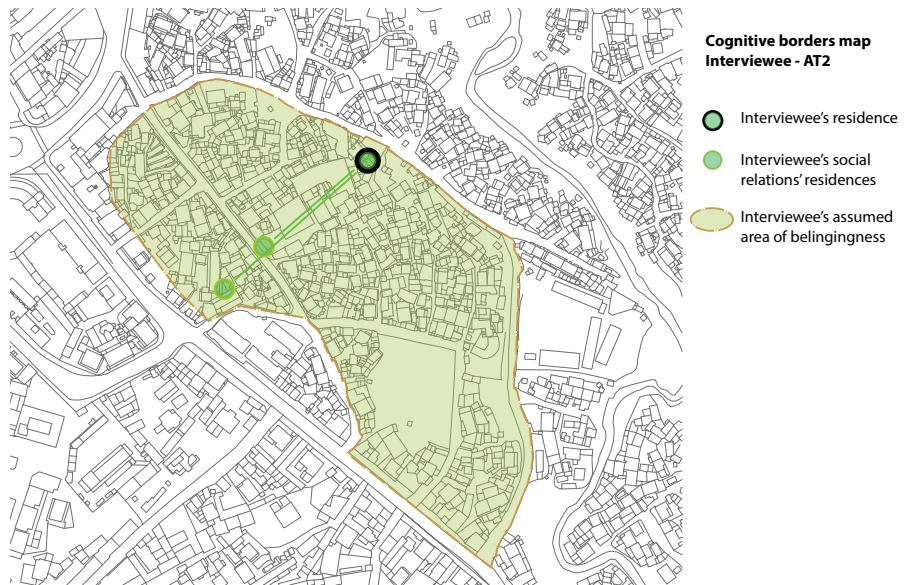 Cognitive borders map
Interviewee - AT2
Interviewee's residence
Interviewee's social
relations' residences
Interviewee's assumed
area of belingingness